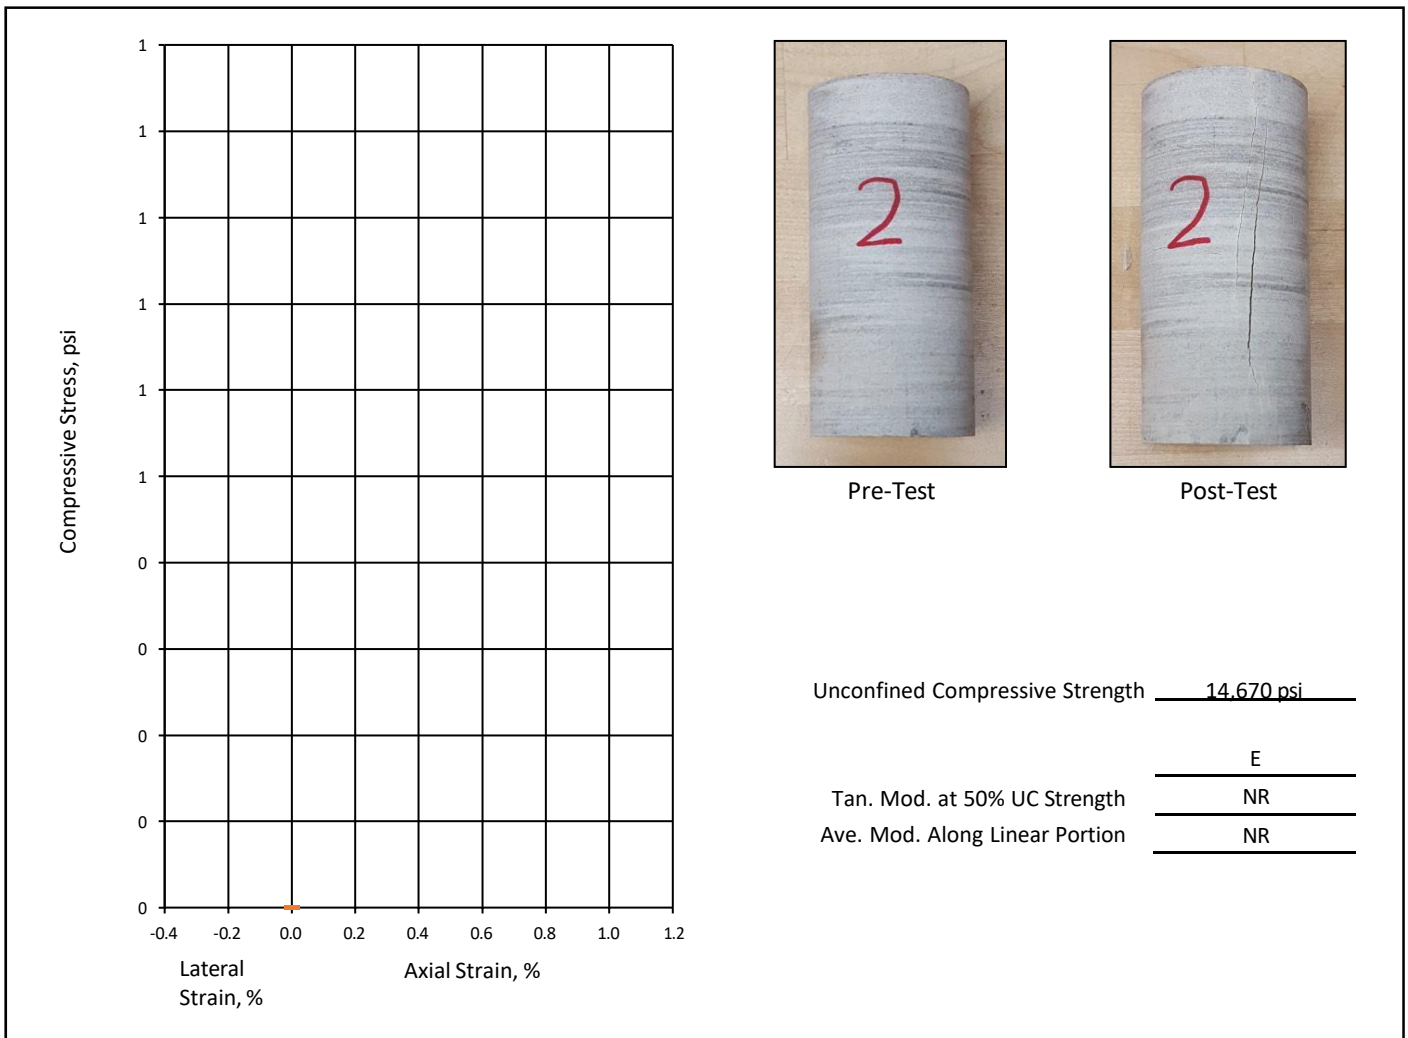 Compressive Stress, psi
1
1
1
1
1
1
0
0
0
0
0
-0.4 -0.2 0.0 0.2 0.4 0.6 0.8 1.0 1.2
Lateral
Strain, %
Axial Strain, %
2
2
Pre-Test
Post-Test
Unconfined Compressive Strength 14,670 psi
E
Tan. Mod. at 50% UC Strength NR
Ave. Mod. Along Linear Portion NR